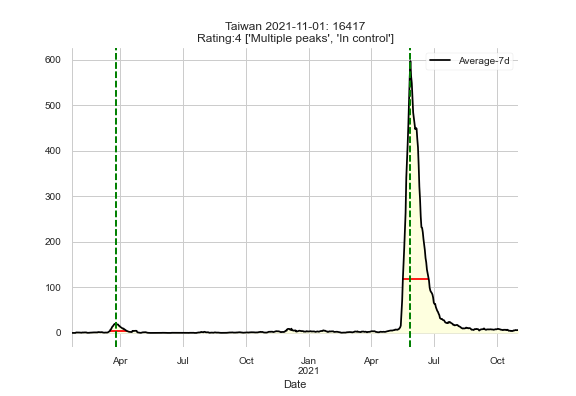 Taiwan 2021-11-01: 16417
Rating:4 ['Multiple peaks', 'In control']
Average-7d
600
500
400
300
200
100
0
Apr Jul Oct Jan Apr Jul Oct
2021
Date